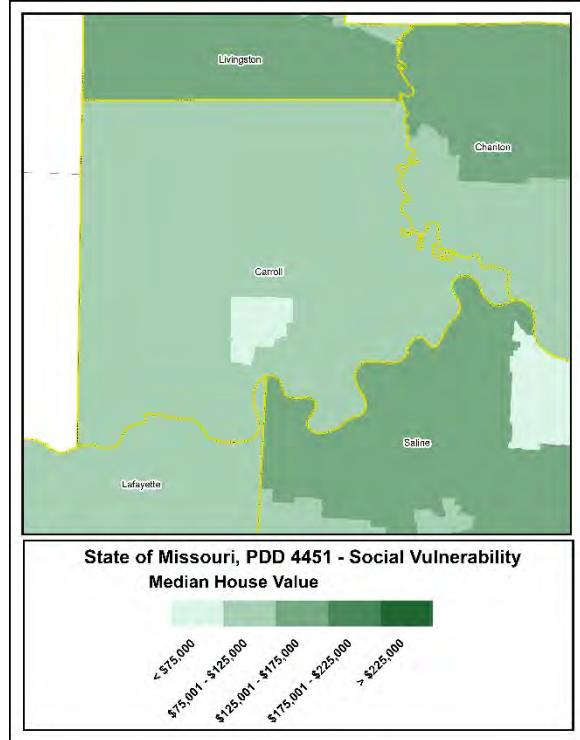 Livingston
Chariton
Carroll
Saline
Lafayette
State of Missouri, PDD 4451 - Social Vulnerability
Median House Value
< $75,000
$75,001 - $125,000
$125,001 - $175,000
$175,001 - $225,000
> $225,000